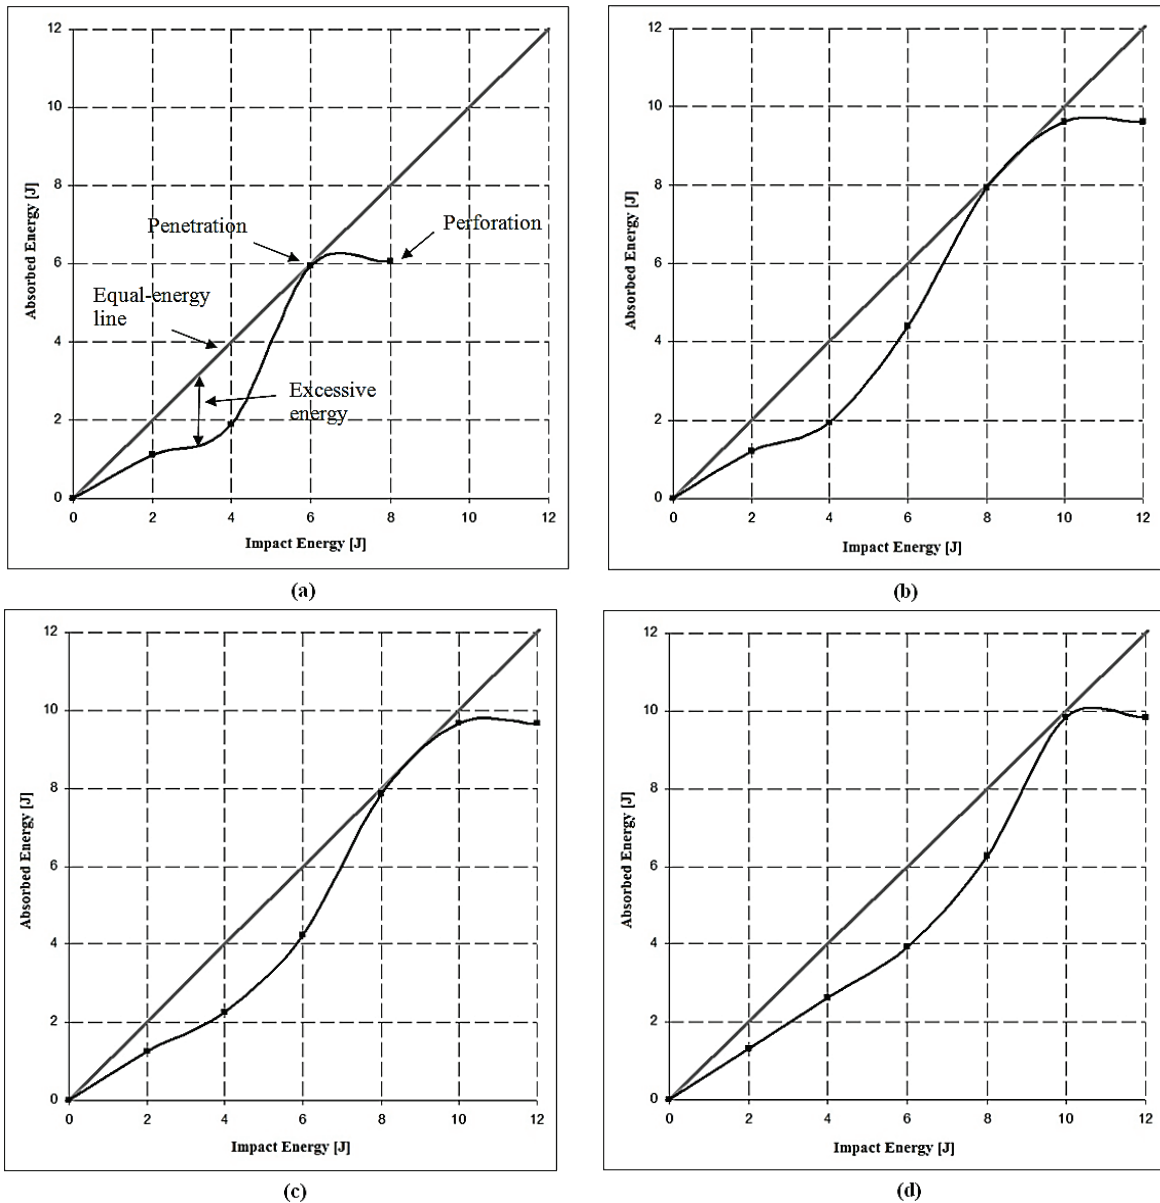 12
10
8
6
4
2
0
Absorbed Energy [J]
Penetration
Perforation
Equal-energy
line
Excessive
energy
0 2 4 6 8 10 12
Impact Energy [J]
(a)
12
10
8
6
4
2
0
Absorbed Energy [J]
0 2 4 6 8 10 12
Impact Energy [J]
(b)
12
10
8
6
4
2
0
Absorbed Energy [J]
0 2 4 6 8 10 12
Impact Energy [J]
(c)
12
10
8
6
4
2
0
Absorbed Energy [J]
0 2 4 6 8 10 12
Impact Energy [J]
(d)